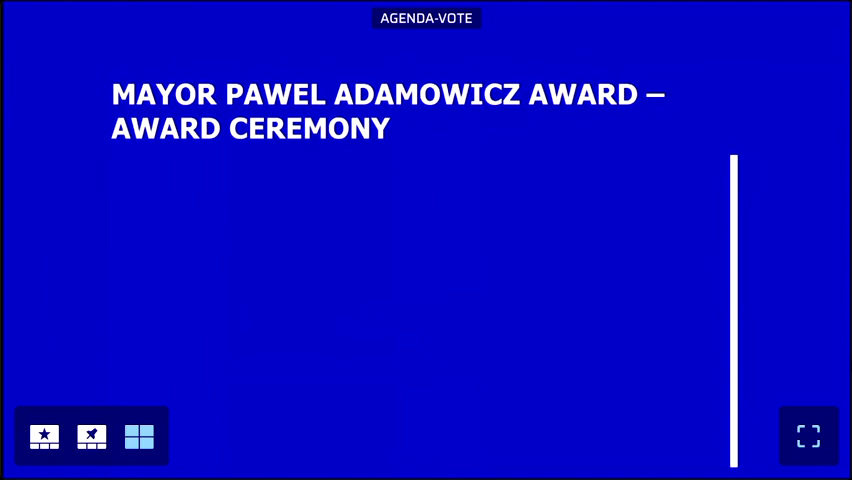 AGENDA-VOTE
MAYOR PAWEL ADAMOWICZ AWARD –
AWARD CEREMONY